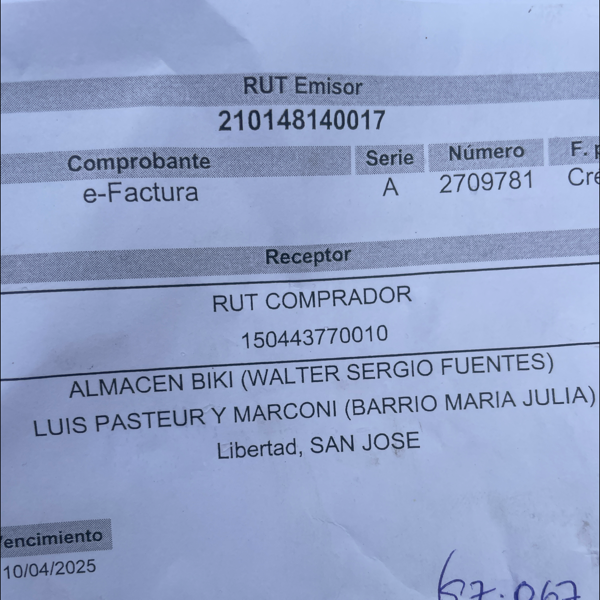 RUT Emisor
210148140017
Comprobante Serie Número F.
e-Factura A 2709781
Receptor
RUT COMPRADOR
150443770010
ALMACEN BIKI (WALTER SERGIO FUENTES)
LUIS PASTEUR Y MARCONI (BARRIO MARIA JULIA)
Libertad, SAN JOSE
encimiento
10/04/2025